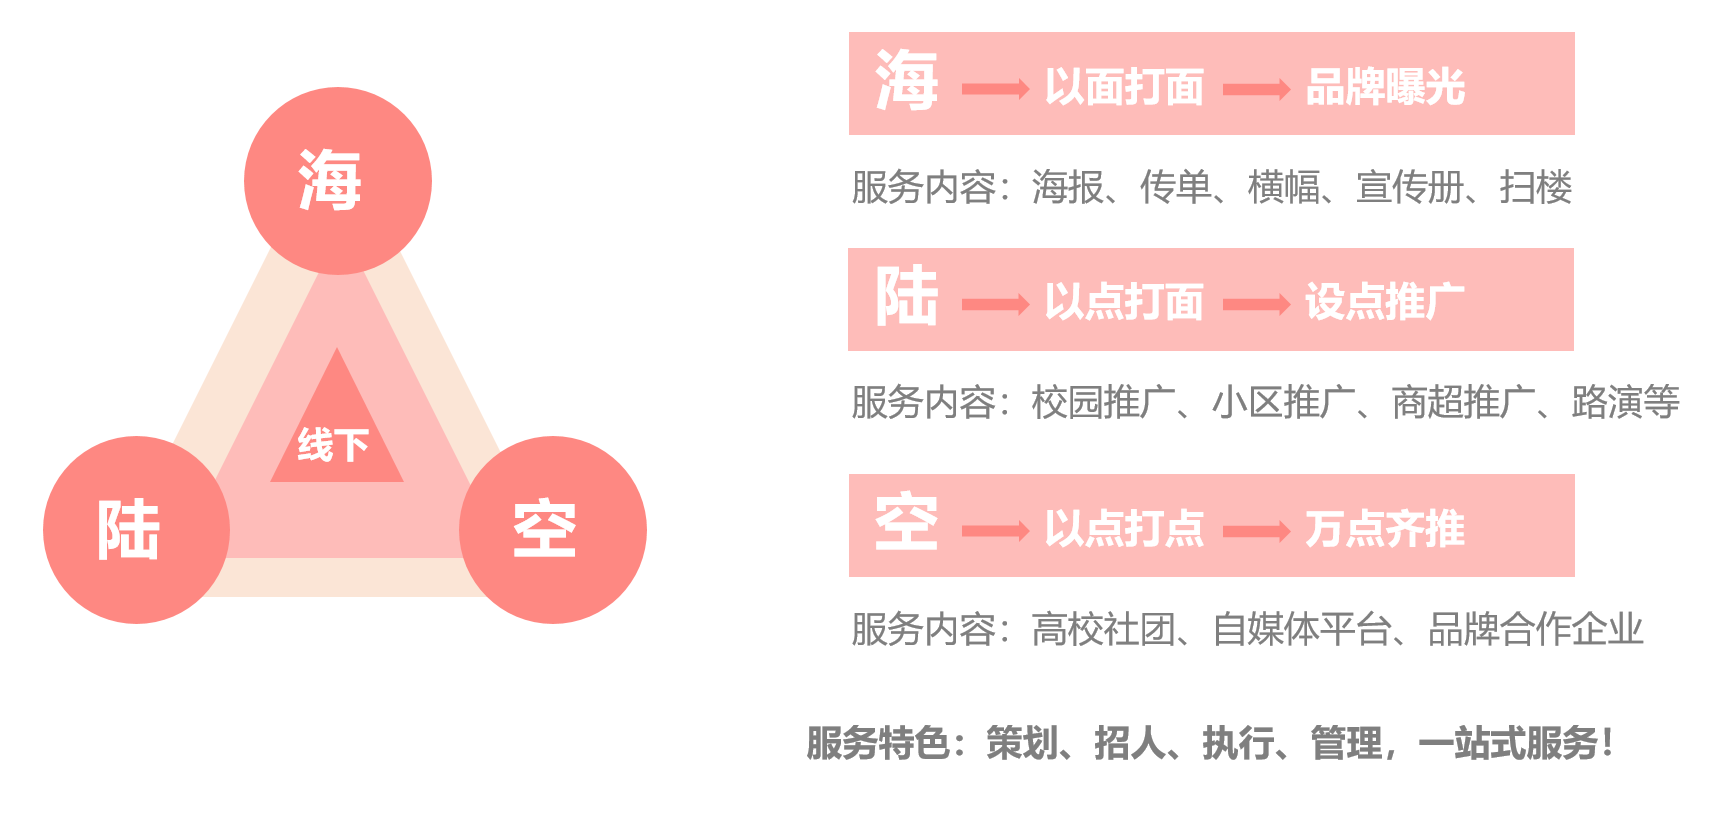 海
陆
空
线下
海 以面打面 品牌曝光
服务内容：海报、传单、横幅、宣传册、扫楼
陆 以点打面 设点推广
服务内容：校园推广、小区推广、商超推广、路演等
空 以点打点 万点齐推
服务内容：高校社团、自媒体平台、品牌合作企业
服务特色：策划、招人、执行、管理，一站式服务！